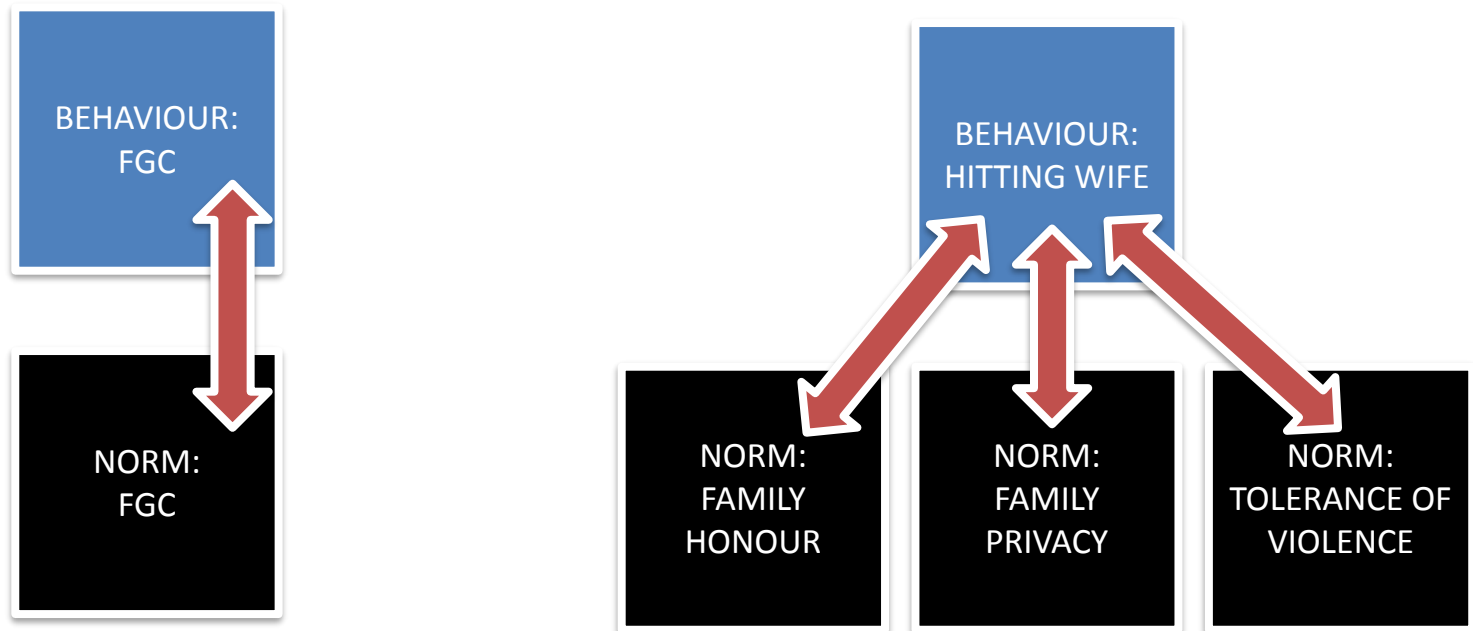 BEHAVIOUR:
FGC
NORM:
FGC
BEHAVIOUR:
HITTING WIFE
NORM:
FAMILY
HONOUR
NORM:
FAMILY
PRIVACY
NORM:
TOLERANCE OF
VIOLENCE